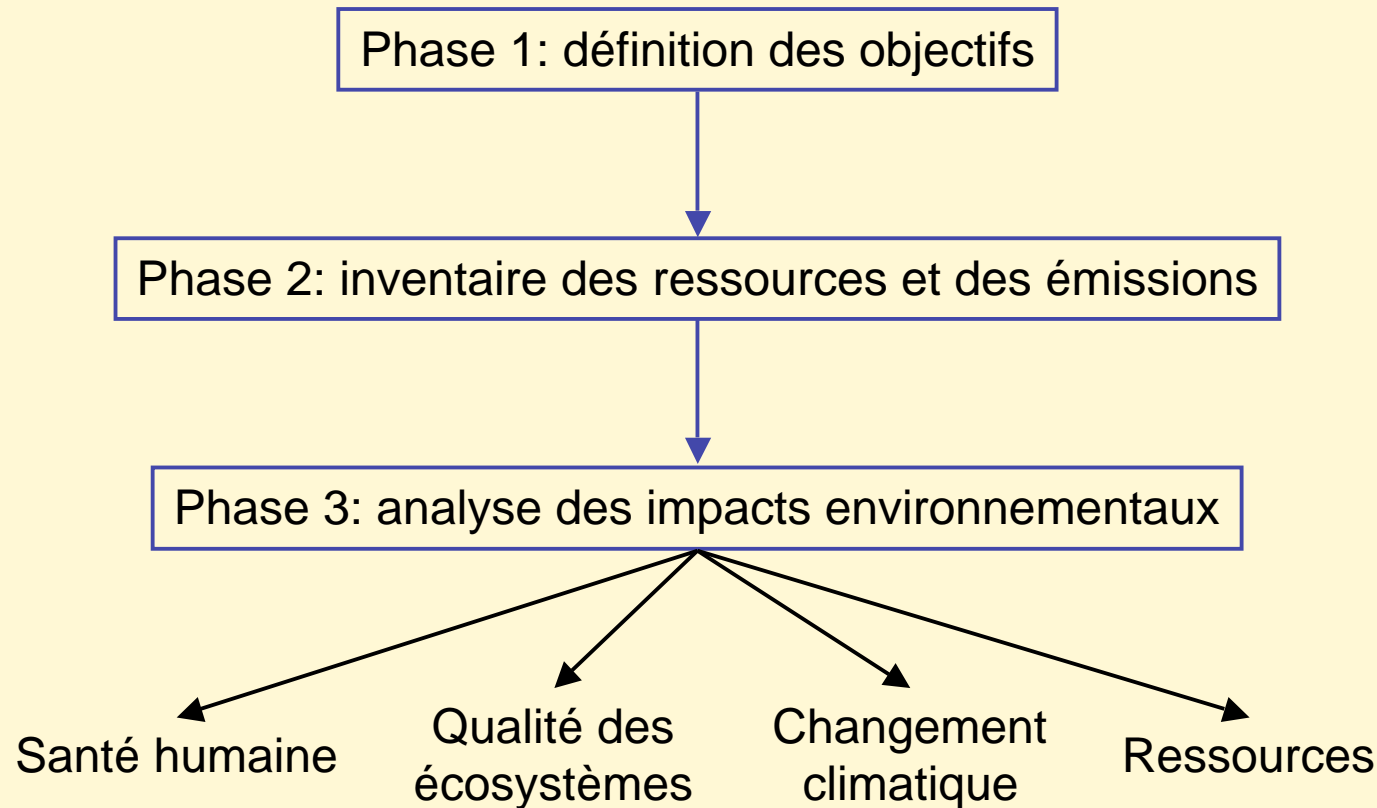 Phase 1: définition des objectifs
Phase 2: inventaire des ressources et des émissions
Phase 3: analyse des impacts environnementaux
Santé humaine
Qualité des
écosystèmes
Changement
climatique
Ressources